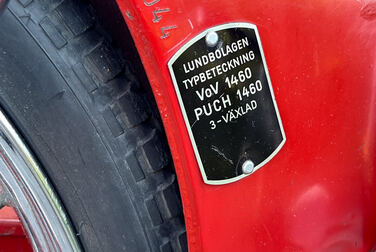 LUNDBOLAGEN
TYPBETECKNING
VoV 1460
PUCH 1460
3-VÄXLAD